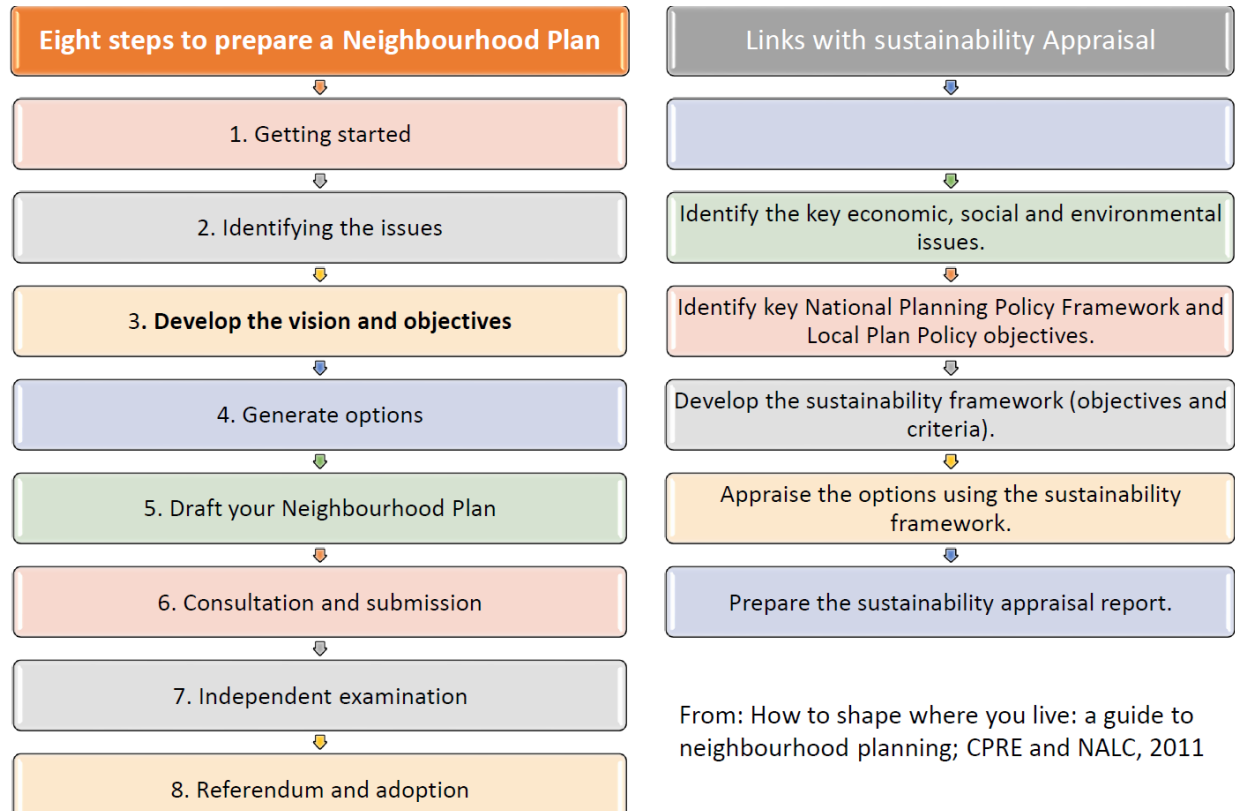 Eight steps to prepare a Neighbourhood Plan
1. Getting started
2. Identifying the issues
3. Develop the vision and objectives
4. Generate options
5. Draft your Neighbourhood Plan
6. Consultation and submission
7. Independent examination
8. Referendum and adoption
Links with sustainability Appraisal
Identify the key economic, social and environmental
issues.
Identify key National Planning Policy Framework and
Local Plan Policy objectives.
Develop the sustainability framework (objectives and
criteria).
Appraise the options using the sustainability
framework.
Prepare the sustainability appraisal report.
From: How to shape where you live: a guide to
neighbourhood planning; CPRE and NALC, 2011